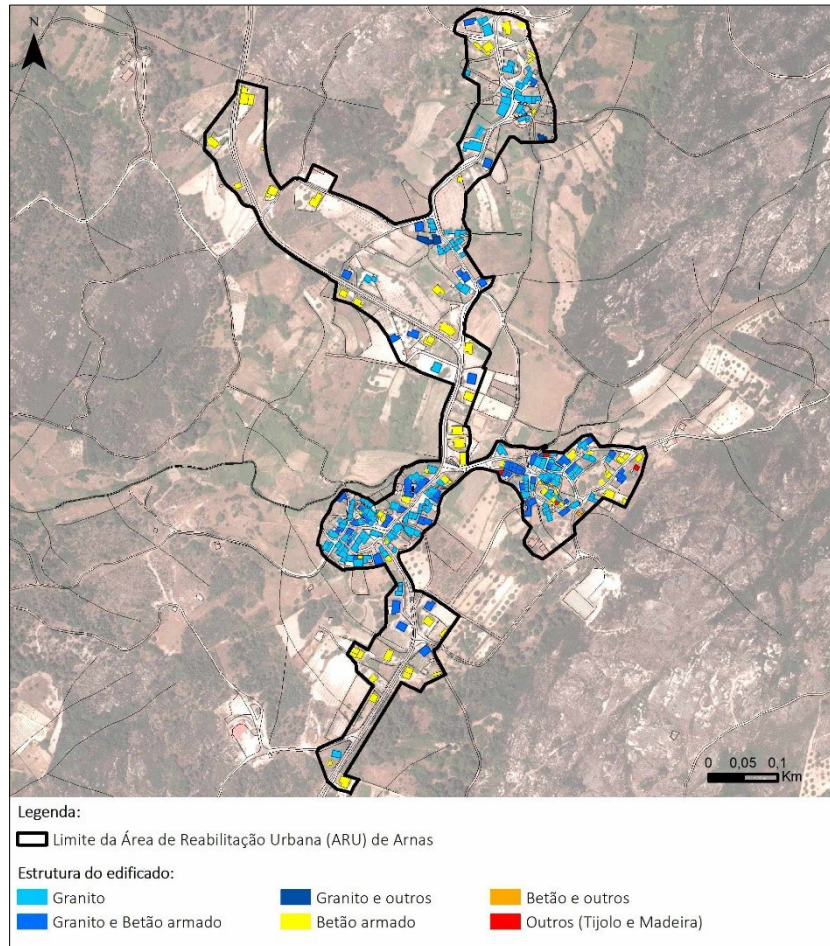 N
0 0,05 0,1
Km
Legenda:
Limite da Área de Reabilitação Urbana (ARU) de Arnas
Estrutura do edificado:
Granito
Granito e outros
Betão e outros
Granito e Betão armado
Betão armado
Outros (Tijolo e Madeira)